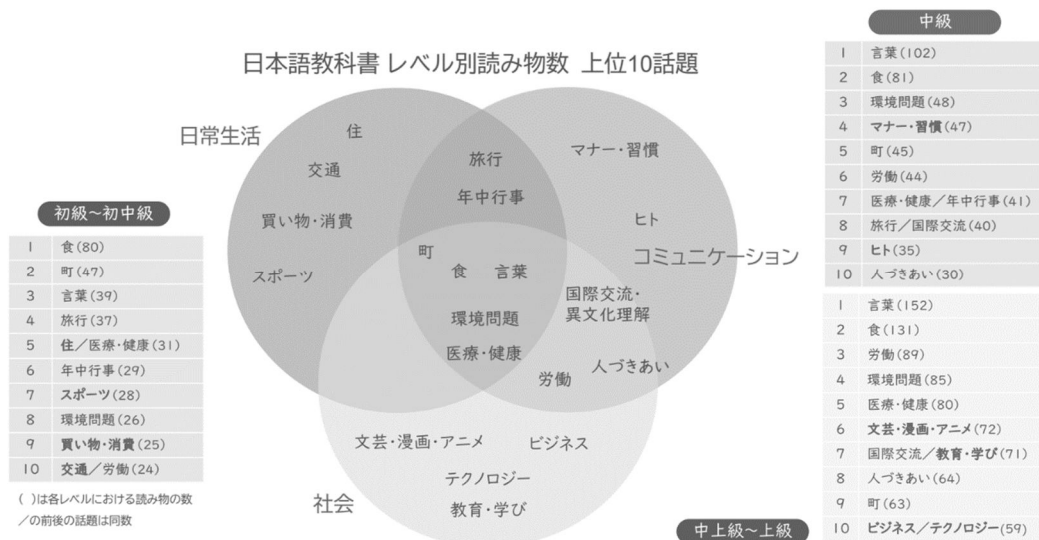 日本語教科書 レベル別読み物数 上位10話題
日常生活
住
交通
買い物・消費
スポーツ
旅行
年中行事
マナー・習慣
ヒト
コミュニケーション
町
食 言葉
環境問題
医療・健康
国際交流・
異文化理解
人づきあい
労働
文芸・漫画・アニメ
ビジネス
テクノロジー
教育・学び
社会
初級~初中級
1 食(80)
2 町(47)
3 言葉(39)
4 旅行(37)
5 住/医療・健康(31)
6 年中行事(29)
7 スポーツ(28)
8 環境問題(26)
9 買い物・消費(25)
10 交通/労働(24)
( )は各レベルにおける読み物の数
/の前後の話題は同数
中級
1 言葉(102)
2 食(81)
3 環境問題(48)
4 マナー・習慣(47)
5 町(45)
6 労働(44)
7 医療・健康/年中行事(41)
8 旅行/国際交流(40)
9 ヒト(35)
10 人づきあい(30)
1 言葉(152)
2 食(131)
3 労働(89)
4 環境問題(85)
5 医療・健康(80)
6 文芸・漫画・アニメ(72)
7 国際交流/教育・学び(71)
8 人づきあい(64)
9 町(63)
10 ビジネス/テクノロジー(59)
中上級~上級